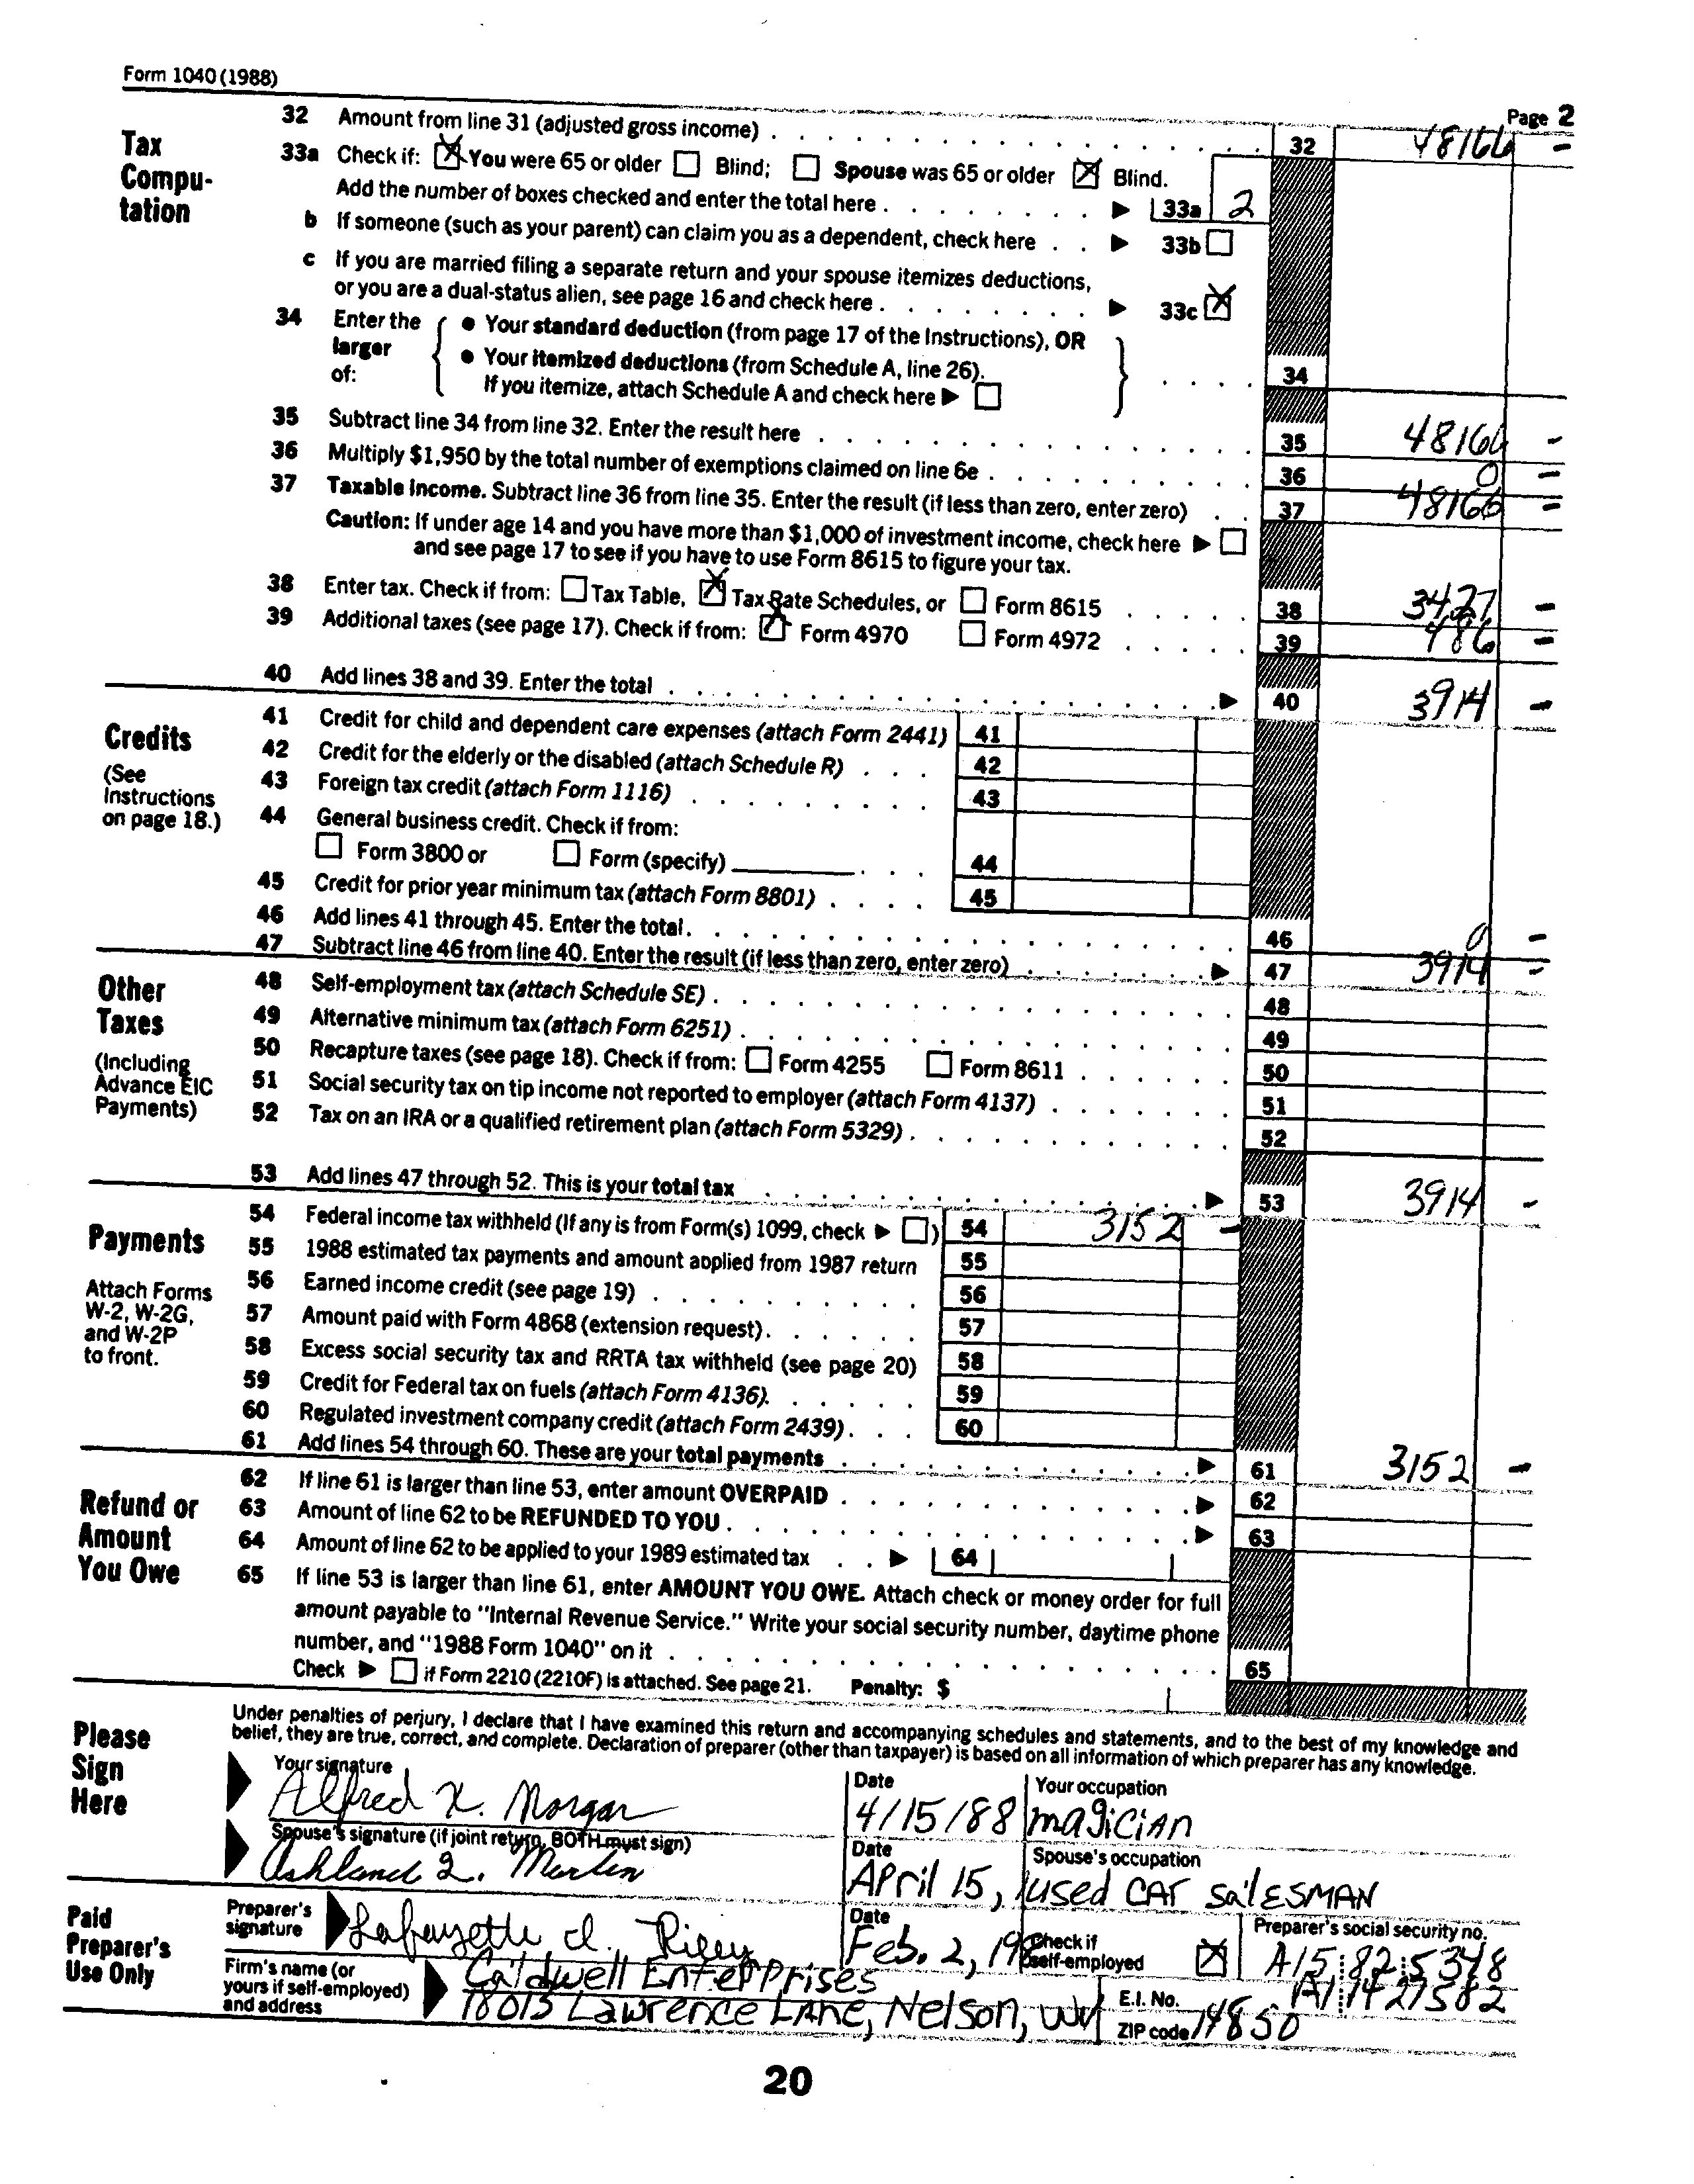 Form 1040 (1988)
Page 2
Tax Compu-tation
32 Amount from line 31 (adjusted gross income) 32 48166 –
33a Check if: ☒ You were 65 or older ☐ Blind; ☐ Spouse was 65 or older ☒ Blind.
Add the number of boxes checked and enter the total here ▶ 33a 2
b If someone (such as your parent) can claim you as a dependent, check here ▶ 33b ☐
c If you are married filing a separate return and your spouse itemizes deductions,
or you are a dual-status alien, see page 16 and check here ▶ 33c ☒
34 Enter the larger of: { ● Your standard deduction (from page 17 of the Instructions), OR
● Your itemized deductions (from Schedule A, line 26).
If you itemize, attach Schedule A and check here ▶ ☐ } 34
35 Subtract line 34 from line 32. Enter the result here 35 48166 –
36 Multiply $1,950 by the total number of exemptions claimed on line 6e 36 0 –
37 Taxable income. Subtract line 36 from line 35. Enter the result (if less than zero, enter zero) 37 48166 –
Caution: If under age 14 and you have more than $1,000 of investment income, check here ▶ ☐
and see page 17 to see if you have to use Form 8615 to figure your tax.
38 Enter tax. Check if from: ☐ Tax Table, ☒ Tax Rate Schedules, or ☐ Form 8615 38 3427 –
39 Additional taxes (see page 17). Check if from: ☒ Form 4970 ☐ Form 4972 39 486 –
40 Add lines 38 and 39. Enter the total ▶ 40 3914 –
Credits
(See Instructions on page 18.)
41 Credit for child and dependent care expenses (attach Form 2441) 41
42 Credit for the elderly or the disabled (attach Schedule R) 42
43 Foreign tax credit (attach Form 1116) 43
44 General business credit. Check if from:
☐ Form 3800 or ☐ Form (specify) 44
45 Credit for prior year minimum tax (attach Form 8801) 45
46 Add lines 41 through 45. Enter the total 46 0 –
47 Subtract line 46 from line 40. Enter the result (if less than zero, enter zero) ▶ 47 3914 –
Other Taxes
(Including Advance EIC Payments)
48 Self-employment tax (attach Schedule SE) 48
49 Alternative minimum tax (attach Form 6251) 49
50 Recapture taxes (see page 18). Check if from: ☐ Form 4255 ☐ Form 8611 50
51 Social security tax on tip income not reported to employer (attach Form 4137) 51
52 Tax on an IRA or a qualified retirement plan (attach Form 5329) 52
53 Add lines 47 through 52. This is your total tax ▶ 53 3914 –
Payments
Attach Forms W-2, W-2G, and W-2P to front.
54 Federal income tax withheld (If any is from Form(s) 1099, check ▶ ☐) 54 3152 –
55 1988 estimated tax payments and amount applied from 1987 return 55
56 Earned income credit (see page 19) 56
57 Amount paid with Form 4868 (extension request) 57
58 Excess social security tax and RRTA tax withheld (see page 20) 58
59 Credit for Federal tax on fuels (attach Form 4136) 59
60 Regulated investment company credit (attach Form 2439) 60
61 Add lines 54 through 60. These are your total payments ▶ 61 3152 –
Refund or Amount You Owe
62 If line 61 is larger than line 53, enter amount OVERPAID ▶ 62
63 Amount of line 62 to be REFUNDED TO YOU ▶ 63
64 Amount of line 62 to be applied to your 1989 estimated tax ▶ 64
65 If line 53 is larger than line 61, enter AMOUNT YOU OWE. Attach check or money order for full
amount payable to "Internal Revenue Service." Write your social security number, daytime phone
number, and "1988 Form 1040" on it 65
Check ▶ ☐ if Form 2210 (2210F) is attached. See page 21. Penalty: $
Please Sign Here
Under penalties of perjury, I declare that I have examined this return and accompanying schedules and statements, and to the best of my knowledge and
belief, they are true, correct, and complete. Declaration of preparer (other than taxpayer) is based on all information of which preparer has any knowledge.
Your signature Date Your occupation
Alfred X. Morgan 4/15/88 magician
Spouse's signature (if joint return, BOTH must sign) Date Spouse's occupation
Ashland Q. Merlin April 15, used car salesman
Paid Preparer's Use Only
Preparer's signature Date Check if self-employed ☒ Preparer's social security no.
Lafayette d. Riley Feb. 2, 198 A15:82:5348
Firm's name (or yours if self-employed) and address
Caldwell Enterprises E.I. No. A1:1427582
18015 Lawrence Lane, Nelson, WV ZIP code 14850
20